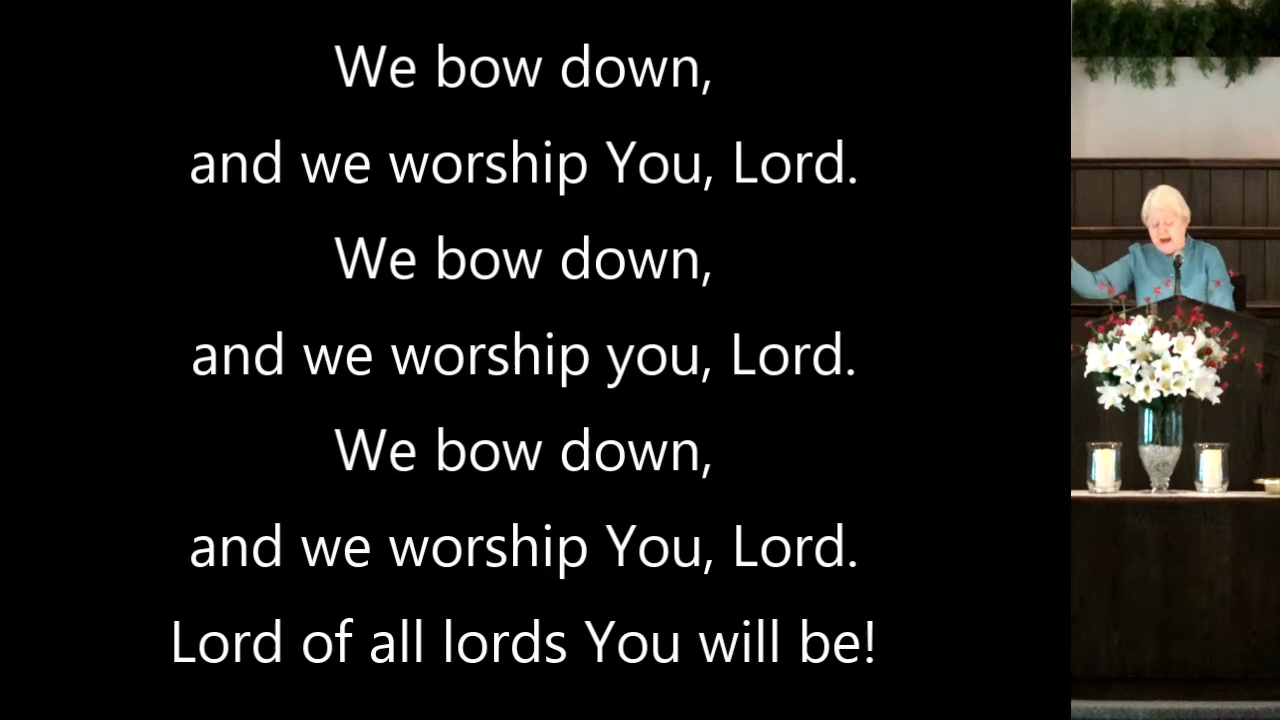 We bow down,
and we worship You, Lord.
We bow down,
and we worship you, Lord.
We bow down,
and we worship You, Lord.
Lord of all lords You will be!